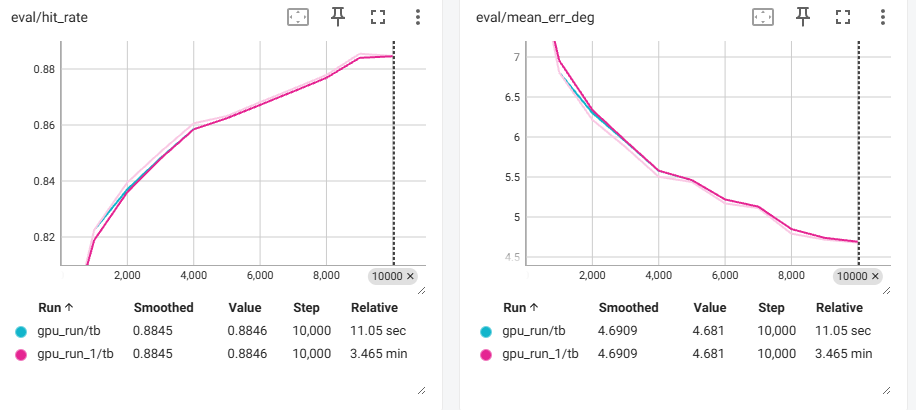 eval/hit_rate
0.88
0.86
0.84
0.82
2,000 4,000 6,000 8,000 10000 ×
Run ↑ Smoothed Value Step Relative
gpu_run/tb 0.8845 0.8846 10,000 11.05 sec
gpu_run_1/tb 0.8845 0.8846 10,000 3.465 min
eval/mean_err_deg
7
6.5
6
5.5
5
4.5
2,000 4,000 6,000 8,000 10000 ×
Run ↑ Smoothed Value Step Relative
gpu_run/tb 4.6909 4.681 10,000 11.05 sec
gpu_run_1/tb 4.6909 4.681 10,000 3.465 min